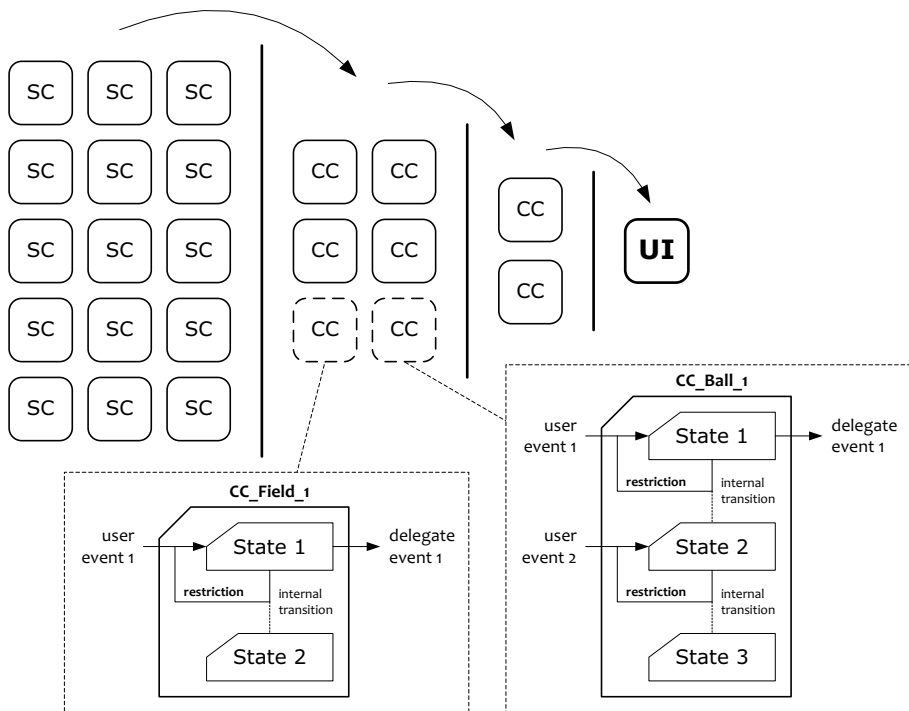 SC SC SC
SC SC SC
SC SC SC
SC SC SC
SC SC SC
CC CC
CC CC
CC CC
CC
CC
UI
CC_Field_1
user
event 1
State 1
delegate
event 1
restriction
internal
transition
State 2
CC_Ball_1
user
event 1
State 1
delegate
event 1
restriction
internal
transition
user
event 2
State 2
restriction
internal
transition
State 3